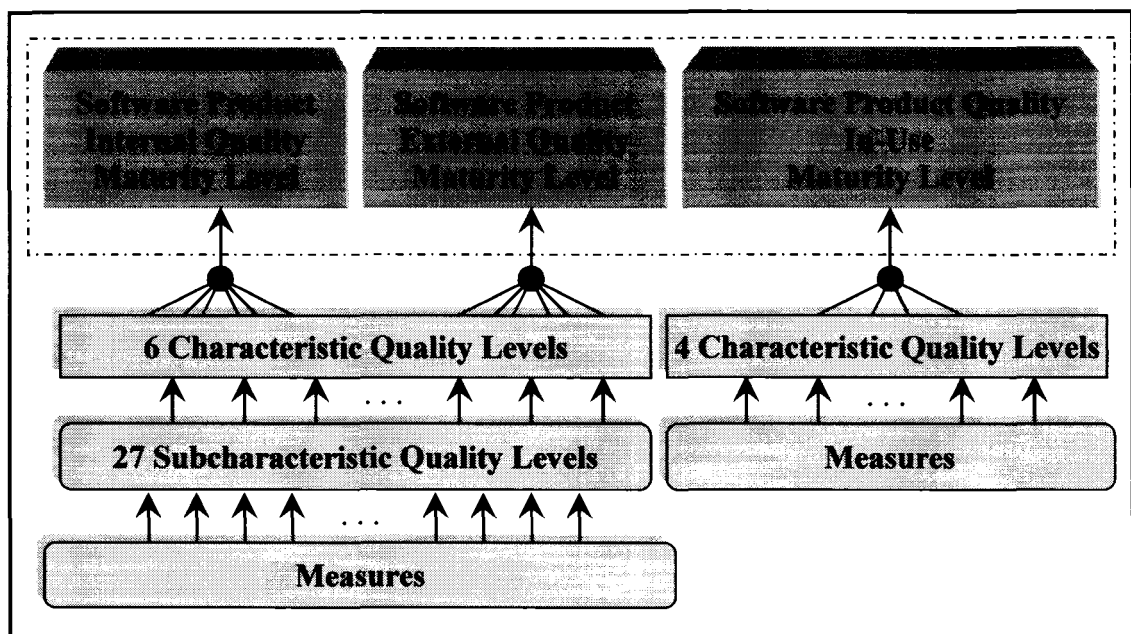 Software Product
Internal Quality
Maturity Level
Software Product
External Quality
Maturity Level
Software Product Quality
In-Use
Maturity Level
6 Characteristic Quality Levels
4 Characteristic Quality Levels
. . .
. . .
27 Subcharacteristic Quality Levels
Measures
. . .
Measures